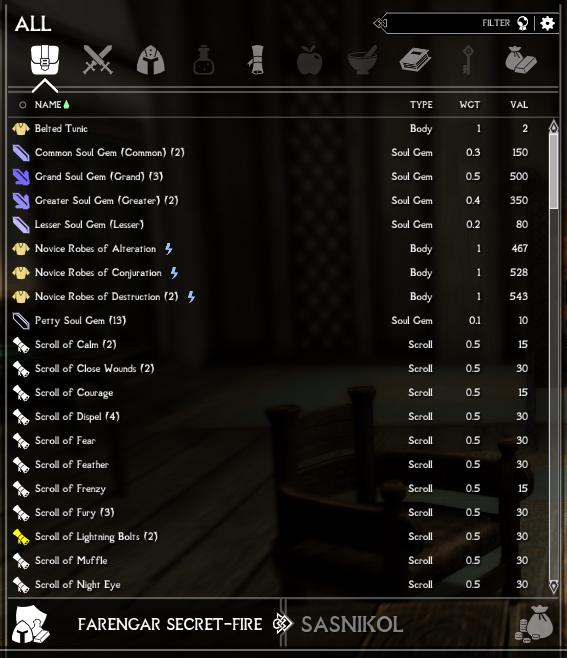 ALL
FILTER
NAME TYPE WGT VAL
Belted Tunic Body 1 2
Common Soul Gem (Common) (2) Soul Gem 0.3 150
Grand Soul Gem (Grand) (3) Soul Gem 0.5 500
Greater Soul Gem (Greater) (2) Soul Gem 0.4 350
Lesser Soul Gem (Lesser) Soul Gem 0.2 80
Novice Robes of Alteration Body 1 467
Novice Robes of Conjuration Body 1 528
Novice Robes of Destruction (2) Body 1 543
Petty Soul Gem (13) Soul Gem 0.1 10
Scroll of Calm (2) Scroll 0.5 15
Scroll of Close Wounds (2) Scroll 0.5 30
Scroll of Courage Scroll 0.5 15
Scroll of Dispel (4) Scroll 0.5 30
Scroll of Fear Scroll 0.5 30
Scroll of Feather Scroll 0.5 30
Scroll of Frenzy Scroll 0.5 15
Scroll of Fury (3) Scroll 0.5 30
Scroll of Lightning Bolts (2) Scroll 0.5 30
Scroll of Muffle Scroll 0.5 30
Scroll of Night Eye Scroll 0.5 30
FARENGAR SECRET-FIRE SASNIKOL